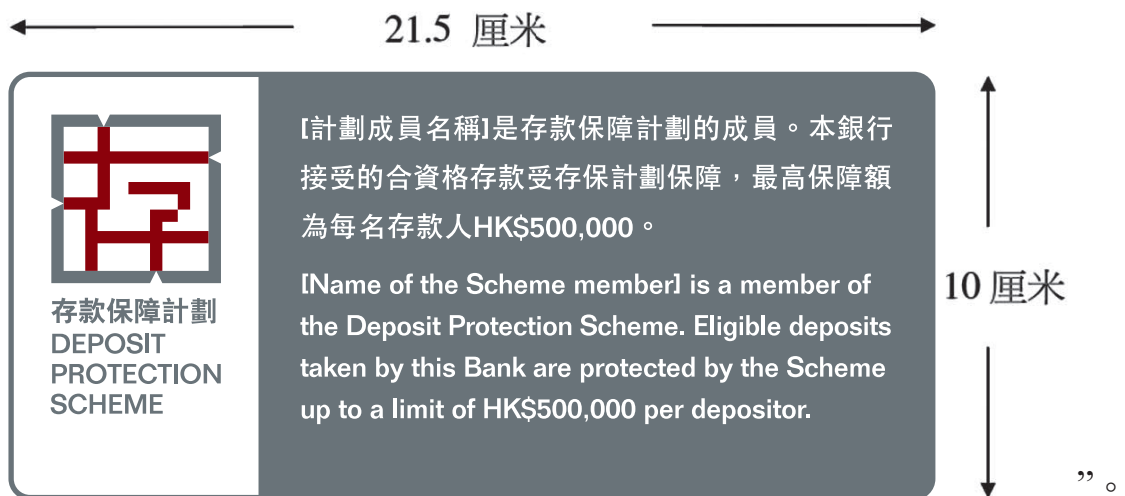 21.5 厘米
[計劃成員名稱]是存款保障計劃的成員。本銀行
接受的合資格存款受存保計劃保障，最高保障額
為每名存款人HK$500,000。
[Name of the Scheme member] is a member of
the Deposit Protection Scheme. Eligible deposits
taken by this Bank are protected by the Scheme
up to a limit of HK$500,000 per depositor.
存
存款保障計劃
DEPOSIT
PROTECTION
SCHEME
10 厘米
”。